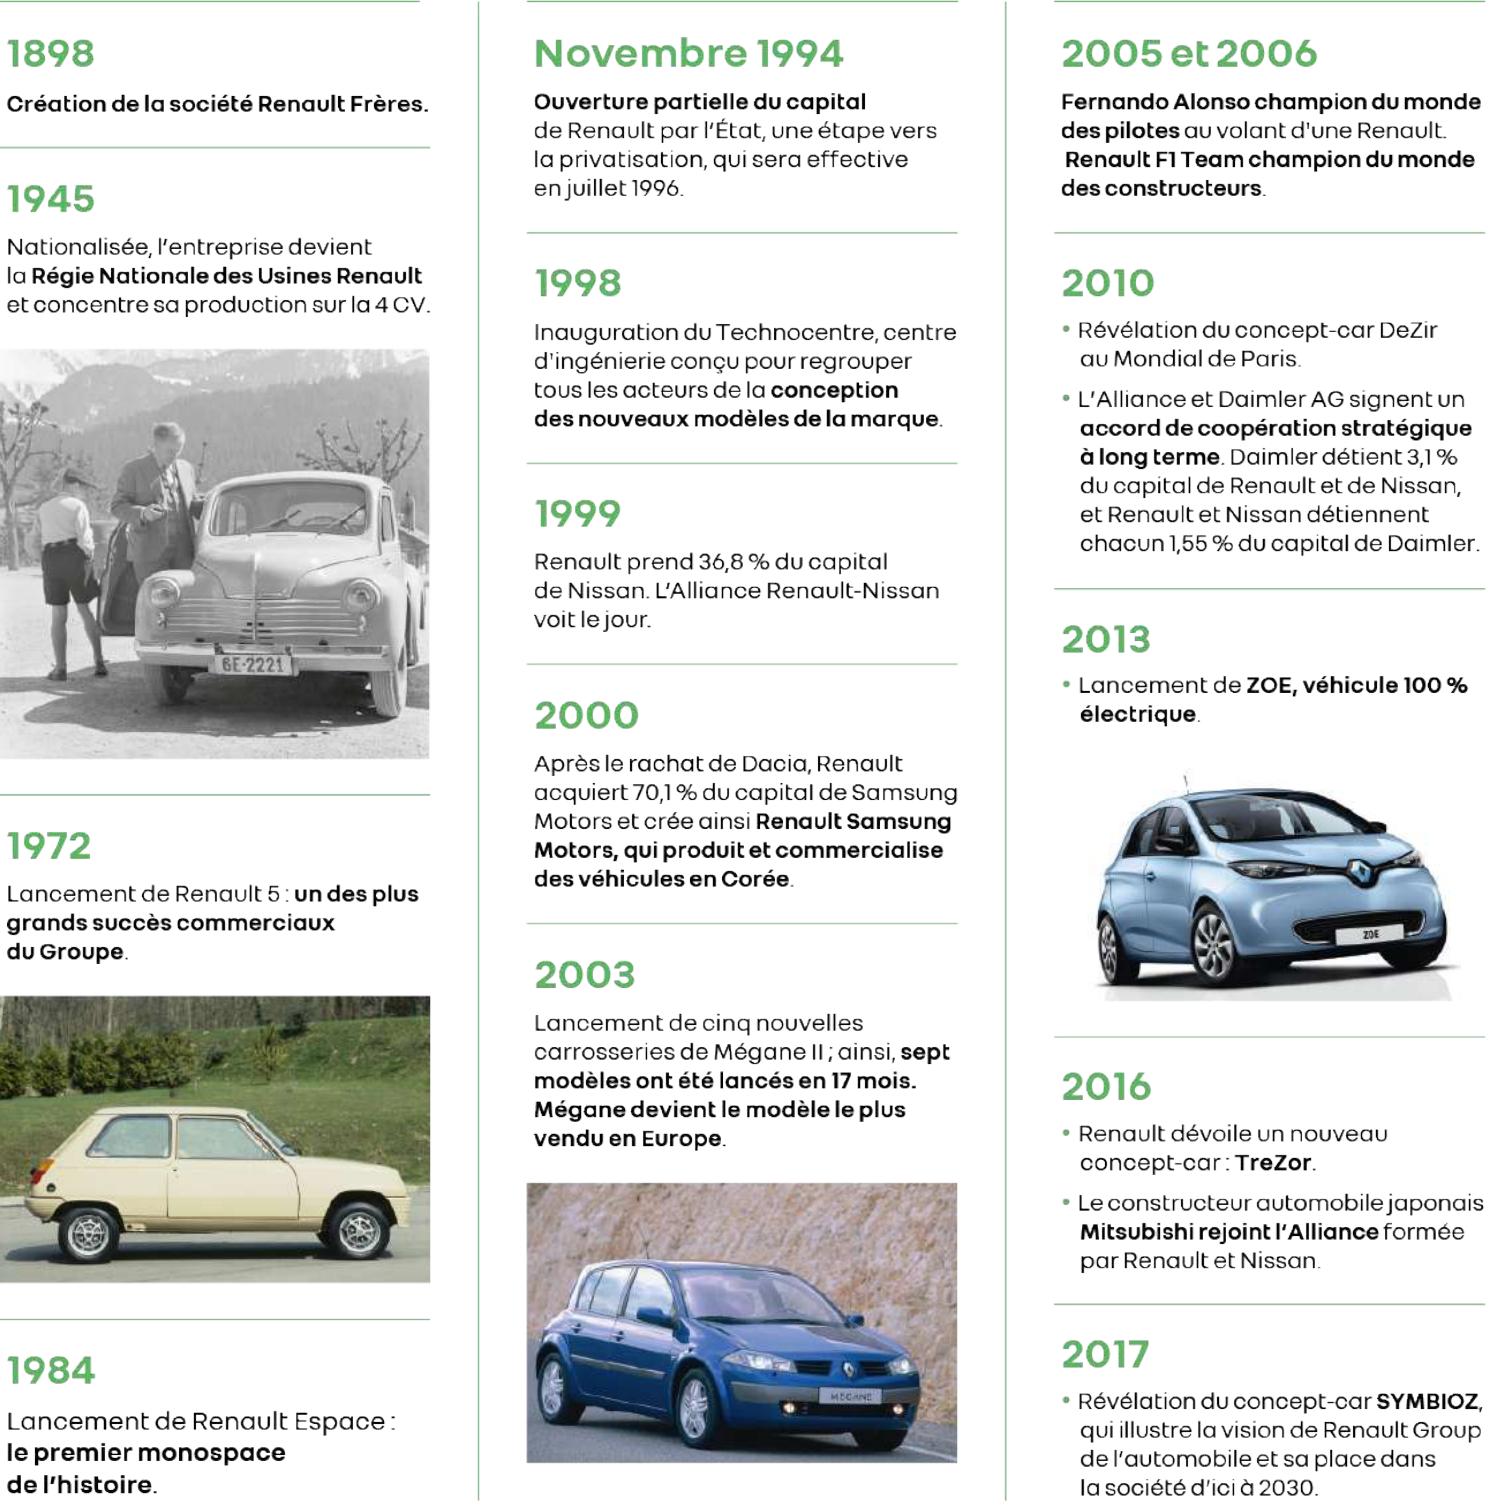 1898
Création de la société Renault Frères.
1945
Nationalisée, l'entreprise devient
la Régie Nationale des Usines Renault
et concentre sa production sur la 4 CV.
6E·2221
1972
Lancement de Renault 5 : un des plus
grands succès commerciaux
du Groupe.
1984
Lancement de Renault Espace :
le premier monospace
de l'histoire.
Novembre 1994
Ouverture partielle du capital
de Renault par l'État, une étape vers
la privatisation, qui sera effective
en juillet 1996.
1998
Inauguration du Technocentre, centre
d'ingénierie conçu pour regrouper
tous les acteurs de la conception
des nouveaux modèles de la marque.
1999
Renault prend 36,8 % du capital
de Nissan. L'Alliance Renault-Nissan
voit le jour.
2000
Après le rachat de Dacia, Renault
acquiert 70,1 % du capital de Samsung
Motors et crée ainsi Renault Samsung
Motors, qui produit et commercialise
des véhicules en Corée.
2003
Lancement de cinq nouvelles
carrosseries de Mégane II ; ainsi, sept
modèles ont été lancés en 17 mois.
Mégane devient le modèle le plus
vendu en Europe.
MEGANE
2005 et 2006
Fernando Alonso champion du monde
des pilotes au volant d'une Renault.
Renault F1 Team champion du monde
des constructeurs.
2010
• Révélation du concept-car DeZir
au Mondial de Paris.
• L'Alliance et Daimler AG signent un
accord de coopération stratégique
à long terme. Daimler détient 3,1 %
du capital de Renault et de Nissan,
et Renault et Nissan détiennent
chacun 1,55 % du capital de Daimler.
2013
• Lancement de ZOE, véhicule 100 %
électrique.
ZOE
2016
• Renault dévoile un nouveau
concept-car : TreZor.
• Le constructeur automobile japonais
Mitsubishi rejoint l'Alliance formée
par Renault et Nissan.
2017
• Révélation du concept-car SYMBIOZ,
qui illustre la vision de Renault Group
de l'automobile et sa place dans
la société d'ici à 2030.